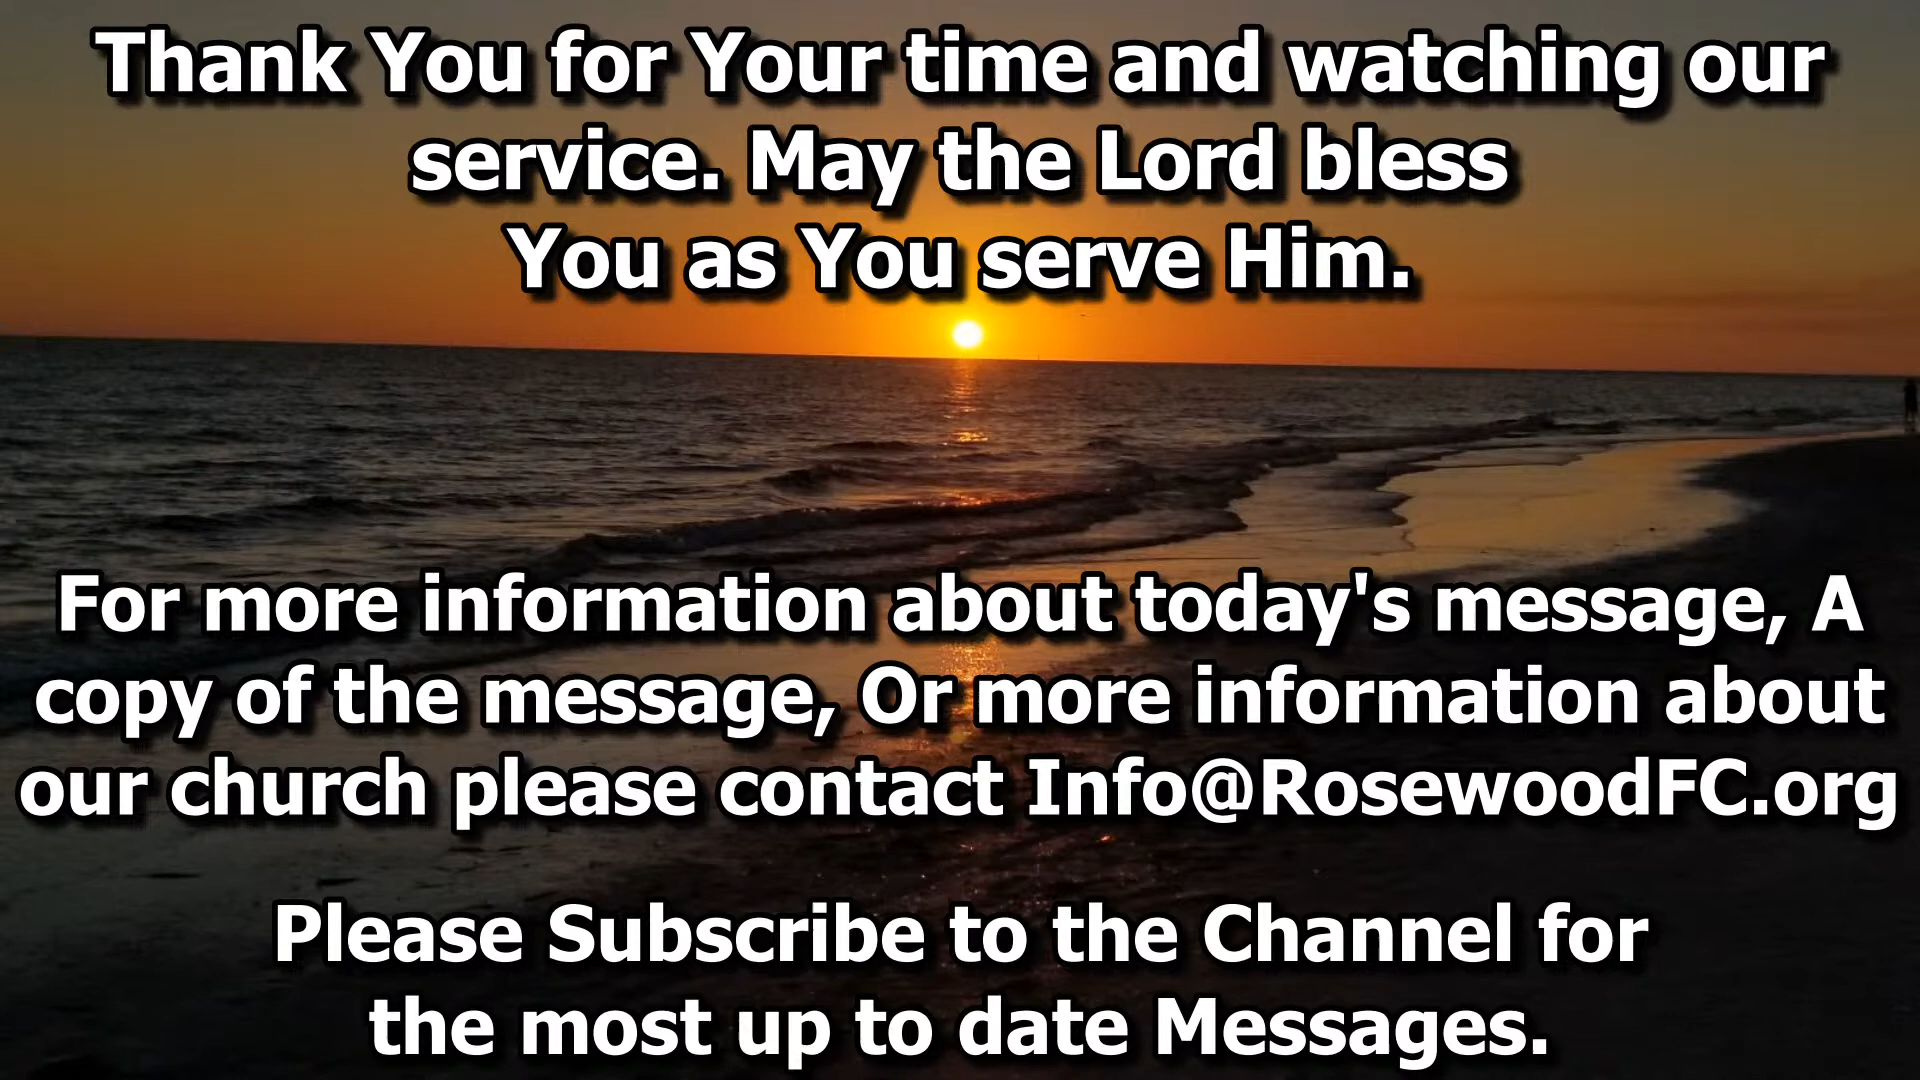 Thank You for Your time and watching our
service. May the Lord bless
You as You serve Him.
For more information about today's message, A
copy of the message, Or more information about
our church please contact Info@RosewoodFC.org
Please Subscribe to the Channel for
the most up to date Messages.